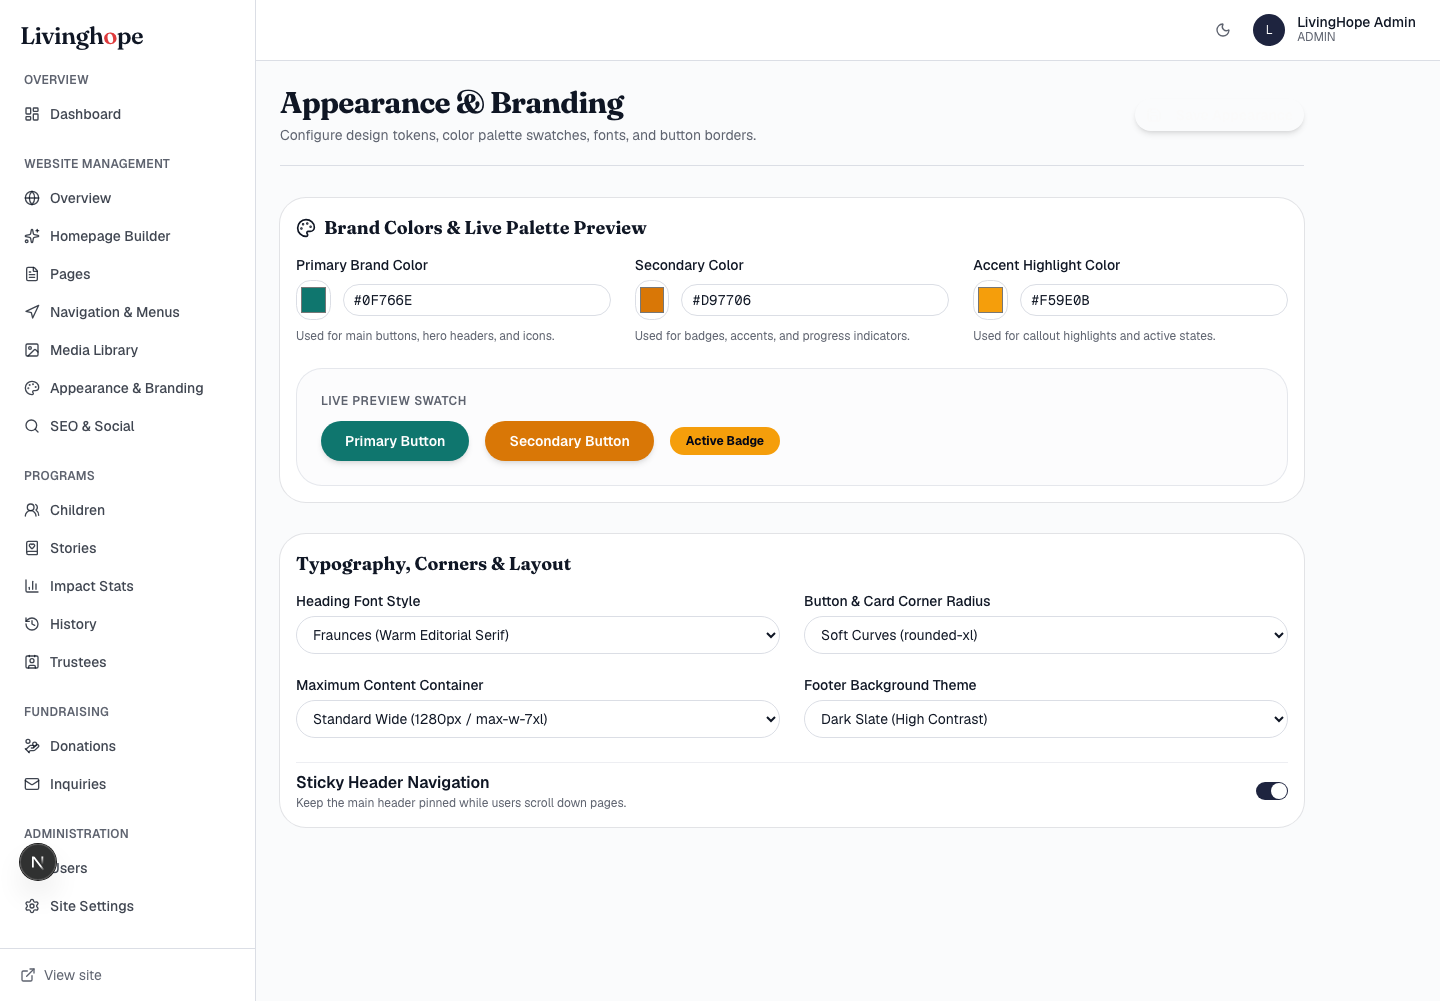 Livinghope
OVERVIEW
Dashboard
WEBSITE MANAGEMENT
Overview
Homepage Builder
Pages
Navigation & Menus
Media Library
Appearance & Branding
SEO & Social
PROGRAMS
Children
Stories
Impact Stats
History
Trustees
FUNDRAISING
Donations
Inquiries
ADMINISTRATION
N
Users
Site Settings
View site
L
LivingHope Admin
ADMIN
Appearance & Branding
Configure design tokens, color palette swatches, fonts, and button borders.
Brand Colors & Live Palette Preview
Primary Brand Color
#0F766E
Used for main buttons, hero headers, and icons.
Secondary Color
#D97706
Used for badges, accents, and progress indicators.
Accent Highlight Color
#F59E0B
Used for callout highlights and active states.
LIVE PREVIEW SWATCH
Primary Button
Secondary Button
Active Badge
Typography, Corners & Layout
Heading Font Style
Fraunces (Warm Editorial Serif)
Button & Card Corner Radius
Soft Curves (rounded-xl)
Maximum Content Container
Standard Wide (1280px / max-w-7xl)
Footer Background Theme
Dark Slate (High Contrast)
Sticky Header Navigation
Keep the main header pinned while users scroll down pages.